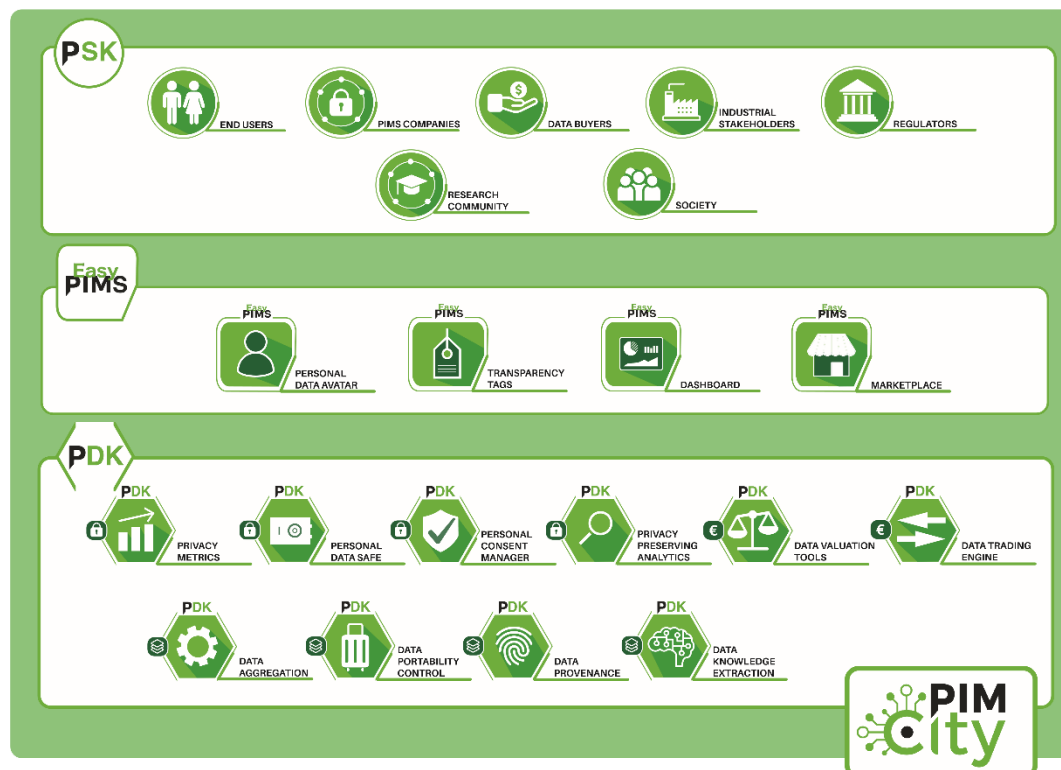 PSK
END USERS
PIMS COMPANIES
DATA BUYERS
INDUSTRIAL
STAKEHOLDERS
REGULATORS
RESEARCH
COMMUNITY
SOCIETY
Easy
PIMS
Easy
PIMS
PERSONAL
DATA AVATAR
Easy
PIMS
TRANSPARENCY
TAGS
Easy
PIMS
DASHBOARD
Easy
PIMS
MARKETPLACE
PDK
PDK
PRIVACY
METRICS
PDK
PERSONAL
DATA SAFE
PDK
PERSONAL
CONSENT
MANAGER
PDK
PRIVACY
PRESERVING
ANALYTICS
PDK
€
DATA VALUATION
TOOLS
PDK
€
DATA TRADING
ENGINE
PDK
DATA
AGGREGATION
PDK
DATA
PORTABILITY
CONTROL
PDK
DATA
PROVENANCE
PDK
DATA
KNOWLEDGE
EXTRACTION
PIM
City